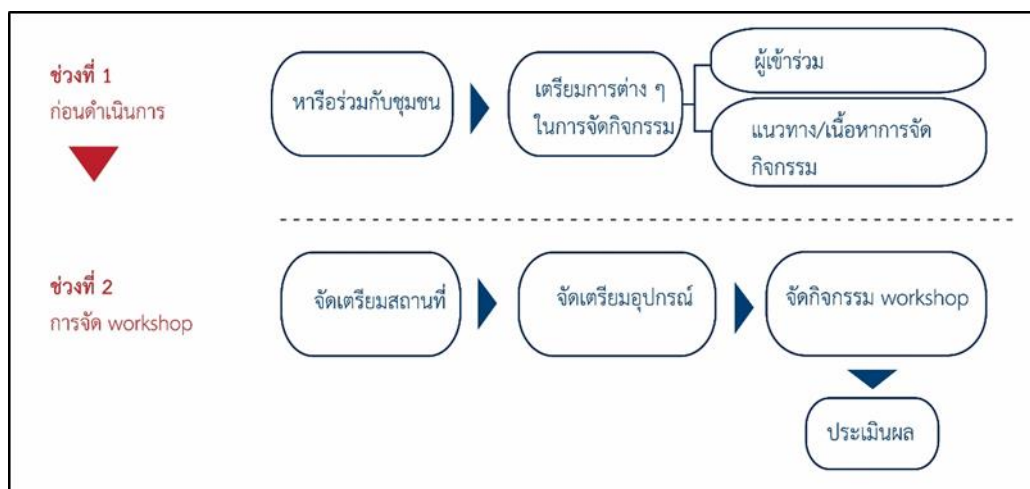 ช่วงที่ 1
ก่อนดำเนินการ
หารือร่วมกับชุมชน
เตรียมการต่าง ๆ
ในการจัดกิจกรรม
ผู้เข้าร่วม
แนวทาง/เนื้อหาการจัด
กิจกรรม
ช่วงที่ 2
การจัด workshop
จัดเตรียมสถานที่
จัดเตรียมอุปกรณ์
จัดกิจกรรม workshop
ประเมินผล